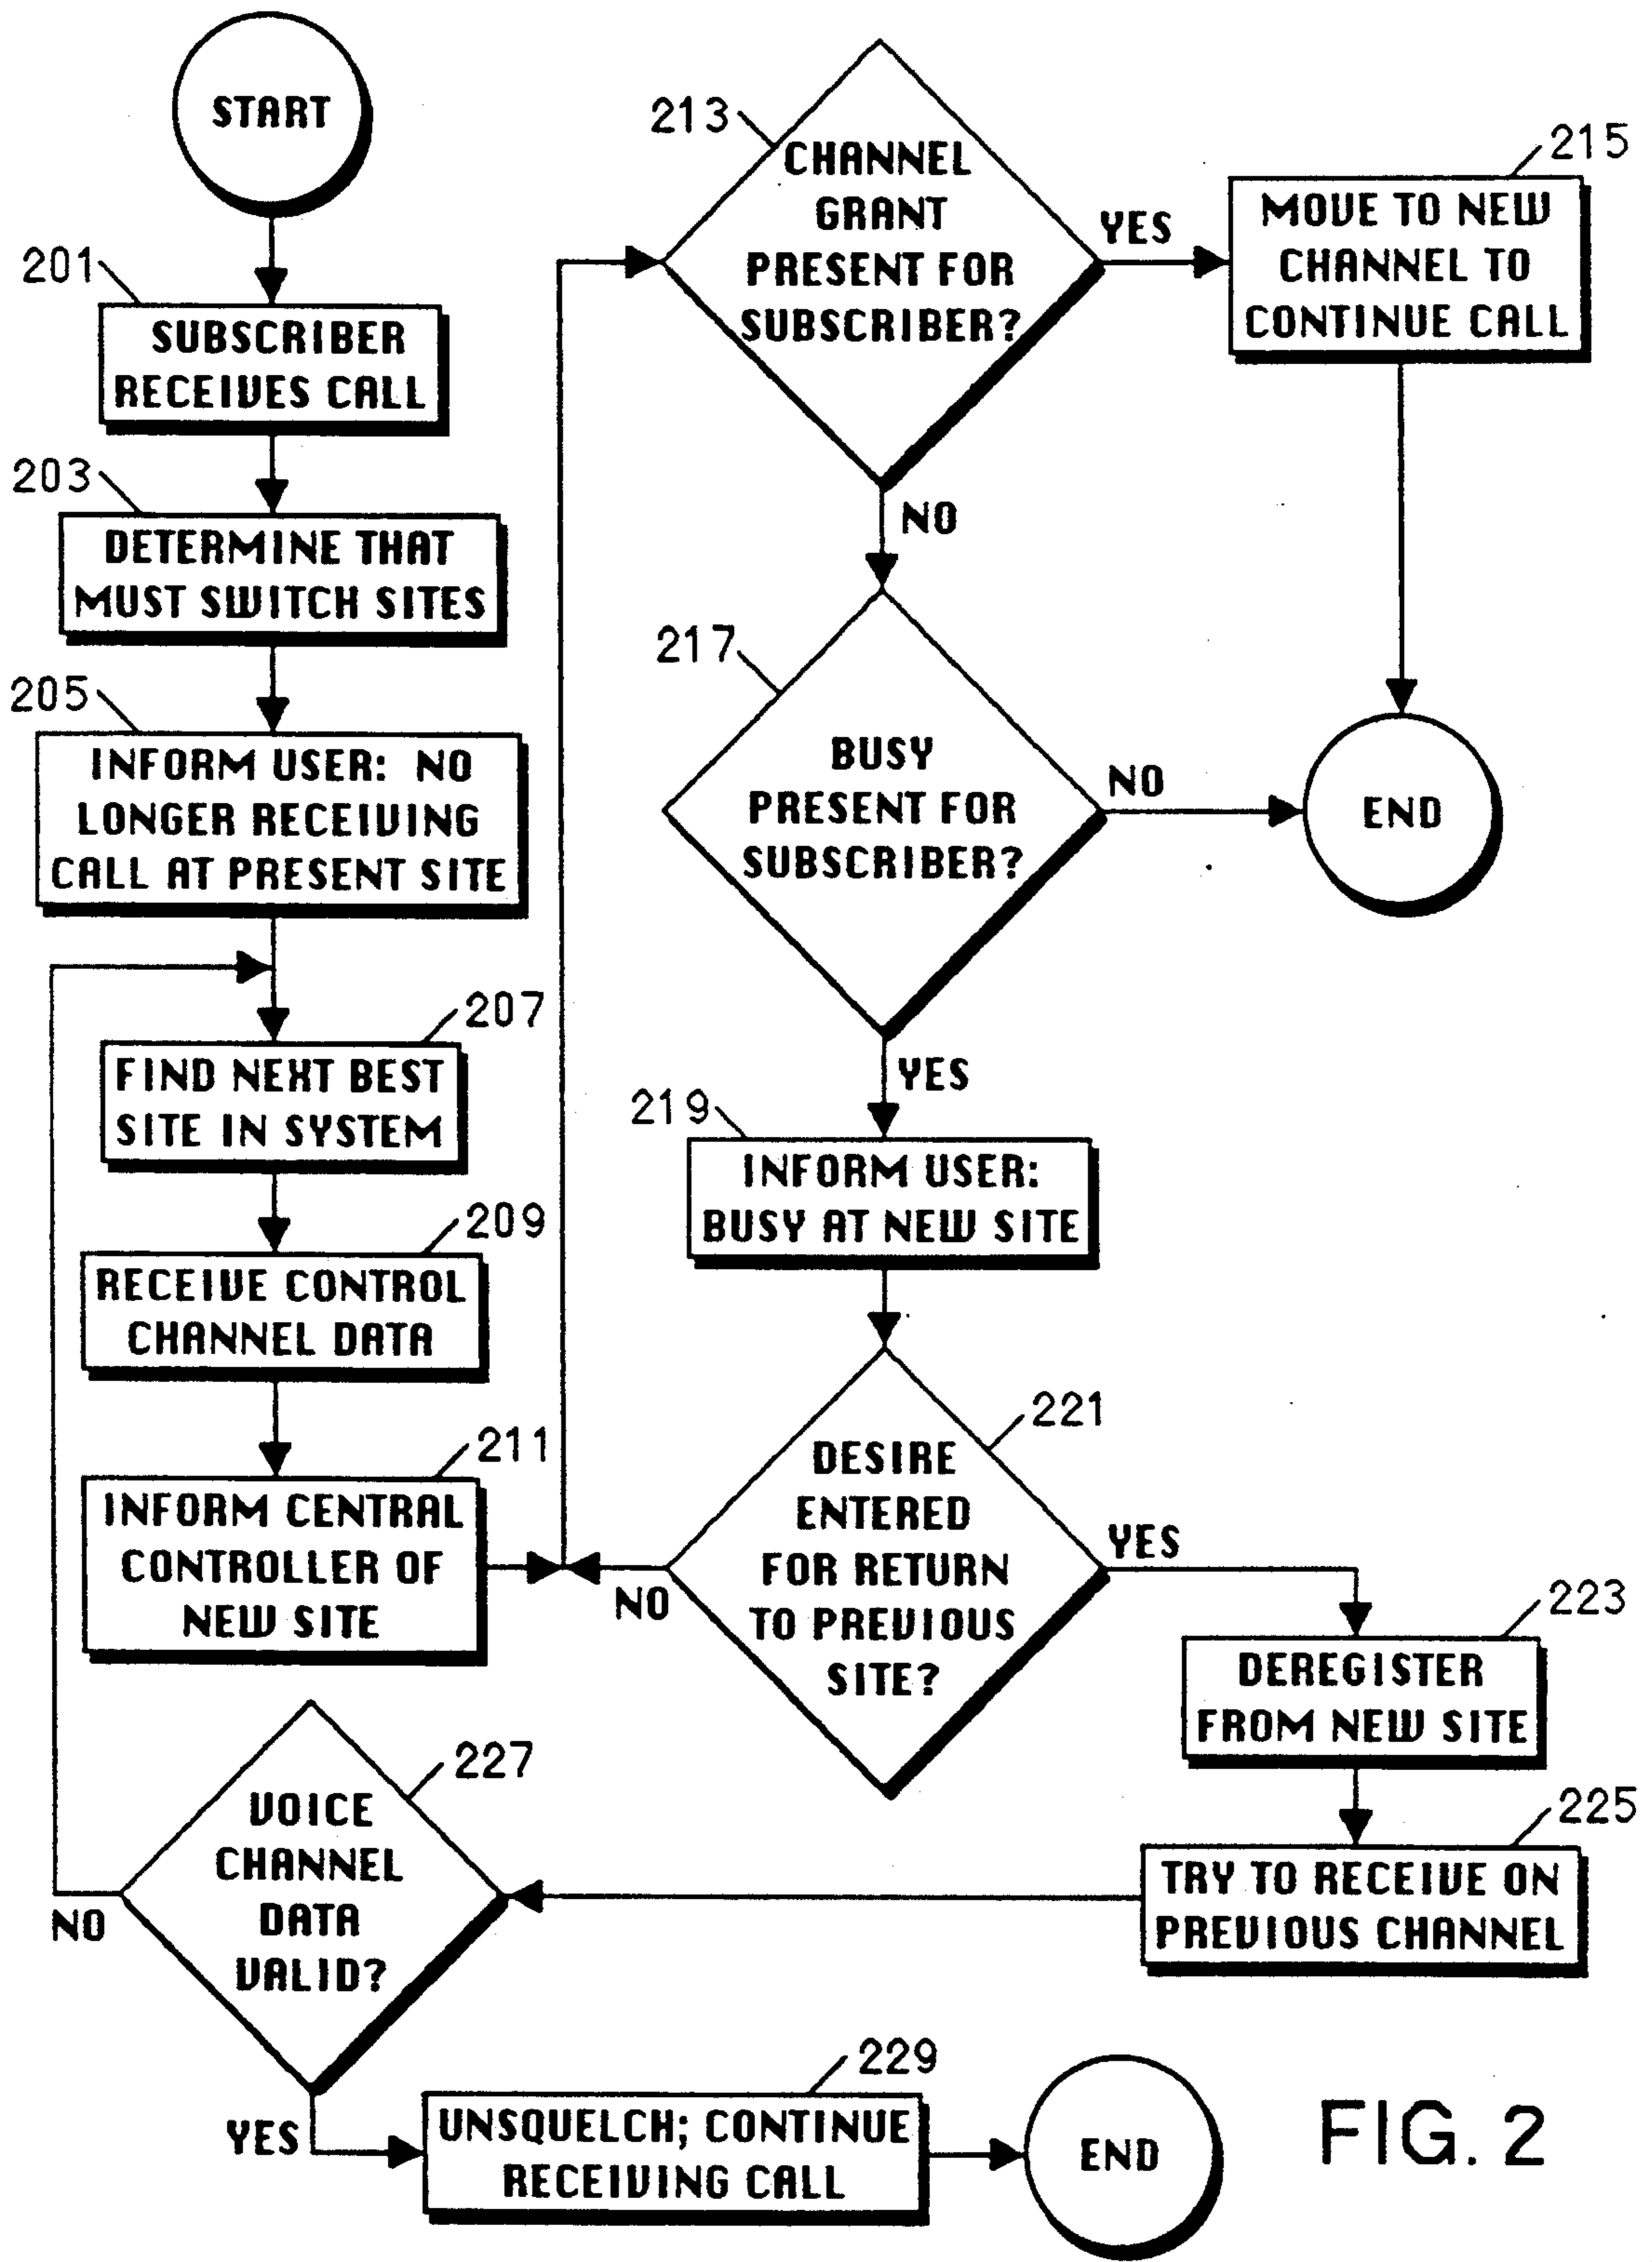 START
201
SUBSCRIBER
RECEIVES CALL
203
DETERMINE THAT
MUST SWITCH SITES
205
INFORM USER: NO
LONGER RECEIVING
CALL AT PRESENT SITE
207
FIND NEXT BEST
SITE IN SYSTEM
209
RECEIVE CONTROL
CHANNEL DATA
211
INFORM CENTRAL
CONTROLLER OF
NEW SITE
213
CHANNEL
GRANT
PRESENT FOR
SUBSCRIBER?
YES
215
MOVE TO NEW
CHANNEL TO
CONTINUE CALL
NO
217
BUSY
PRESENT FOR
SUBSCRIBER?
NO
END
YES
219
INFORM USER:
BUSY AT NEW SITE
221
DESIRE
ENTERED
FOR RETURN
TO PREVIOUS
SITE?
NO
YES
223
DEREGISTER
FROM NEW SITE
225
TRY TO RECEIVE ON
PREVIOUS CHANNEL
227
VOICE
CHANNEL
DATA
VALID?
NO
YES
229
UNSQUELCH; CONTINUE
RECEIVING CALL
END
FIG. 2